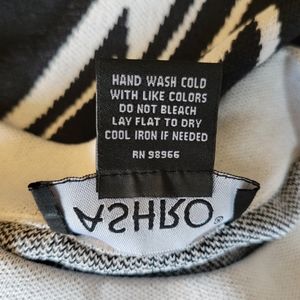 HAND WASH COLD
WITH LIKE COLORS
DO NOT BLEACH
LAY FLAT TO DRY
COOL IRON IF NEEDED
RN 98966
ASHRO®